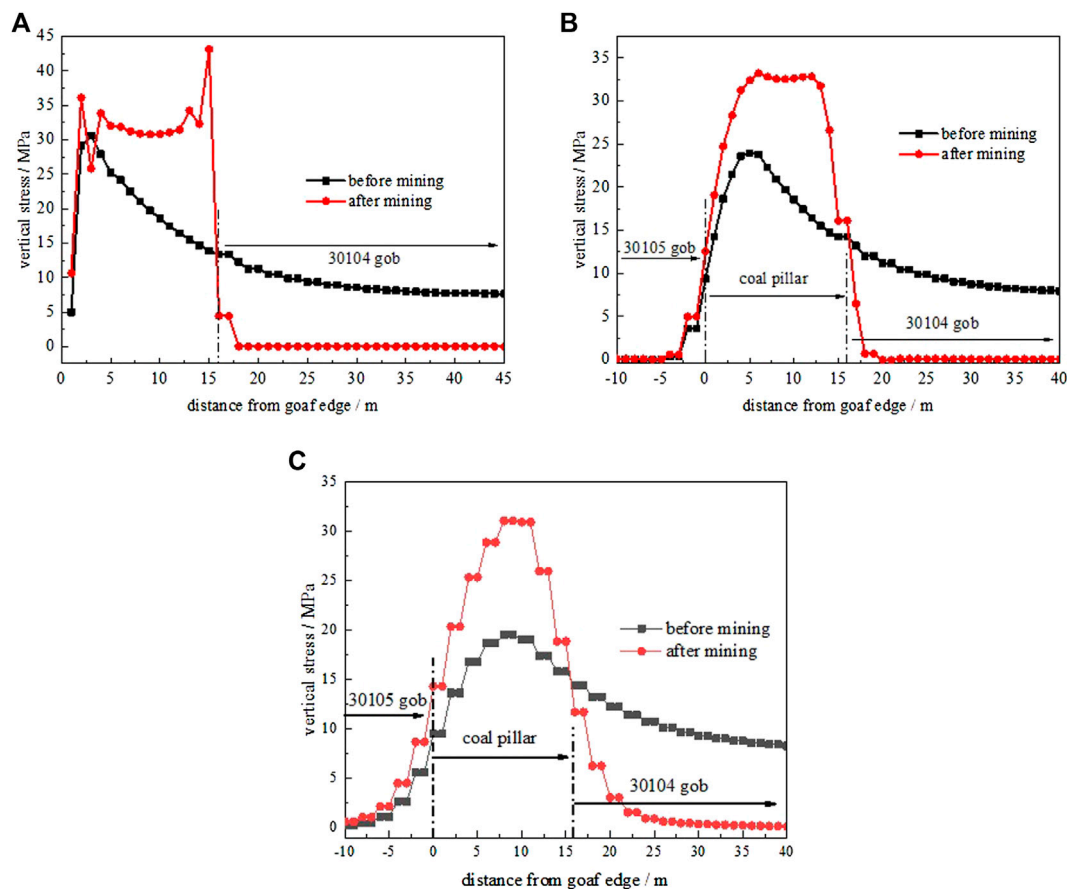 A
45
40
35
30
25
20
15
10
5
0
vertical stress / MPa
before mining
after mining
30104 gob
0 5 10 15 20 25 30 35 40 45
distance from goaf edge / m
B
35
30
25
20
15
10
5
0
vertical stress / MPa
before mining
after mining
30105 gob
coal pillar
30104 gob
-10 -5 0 5 10 15 20 25 30 35 40
distance from goaf edge / m
C
35
30
25
20
15
10
5
0
vertical stress / MPa
before mining
after mining
30105 gob
coal pillar
30104 gob
-10 -5 0 5 10 15 20 25 30 35 40
distance from goaf edge / m